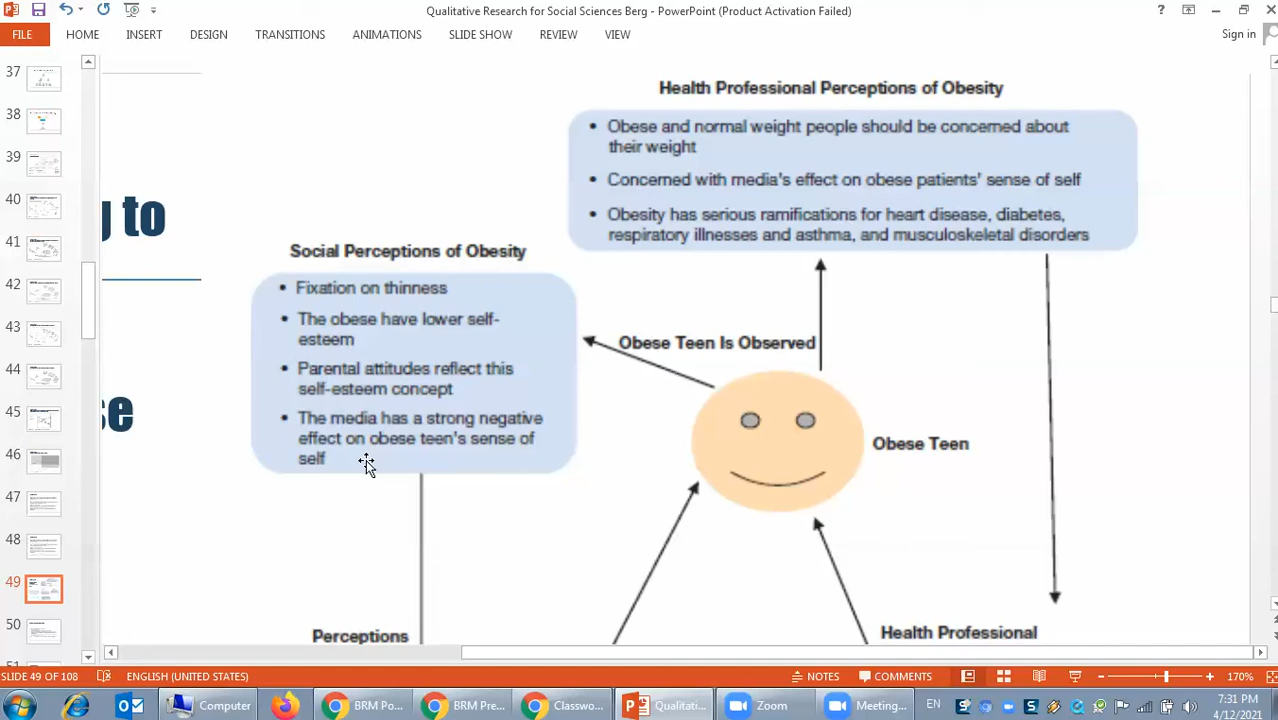 Qualitative Research for Social Sciences Berg - PowerPoint (Product Activation Failed)
FILE HOME INSERT DESIGN TRANSITIONS ANIMATIONS SLIDE SHOW REVIEW VIEW Sign in
37
38
39
40
41
42
43
44
45
46
47
48
49
50
to
Health Professional Perceptions of Obesity
• Obese and normal weight people should be concerned about
their weight
• Concerned with media's effect on obese patients' sense of self
• Obesity has serious ramifications for heart disease, diabetes,
respiratory illnesses and asthma, and musculoskeletal disorders
Social Perceptions of Obesity
• Fixation on thinness
• The obese have lower self-
esteem
• Parental attitudes reflect this
self-esteem concept
• The media has a strong negative
effect on obese teen's sense of
self
Obese Teen Is Observed
Obese Teen
Perceptions
Health Professional
SLIDE 49 OF 108 ENGLISH (UNITED STATES) NOTES COMMENTS 170%
Computer BRM Po... BRM Pre... Classwo... Qualitati... Zoom Meeting... EN 7:31 PM
4/12/2021